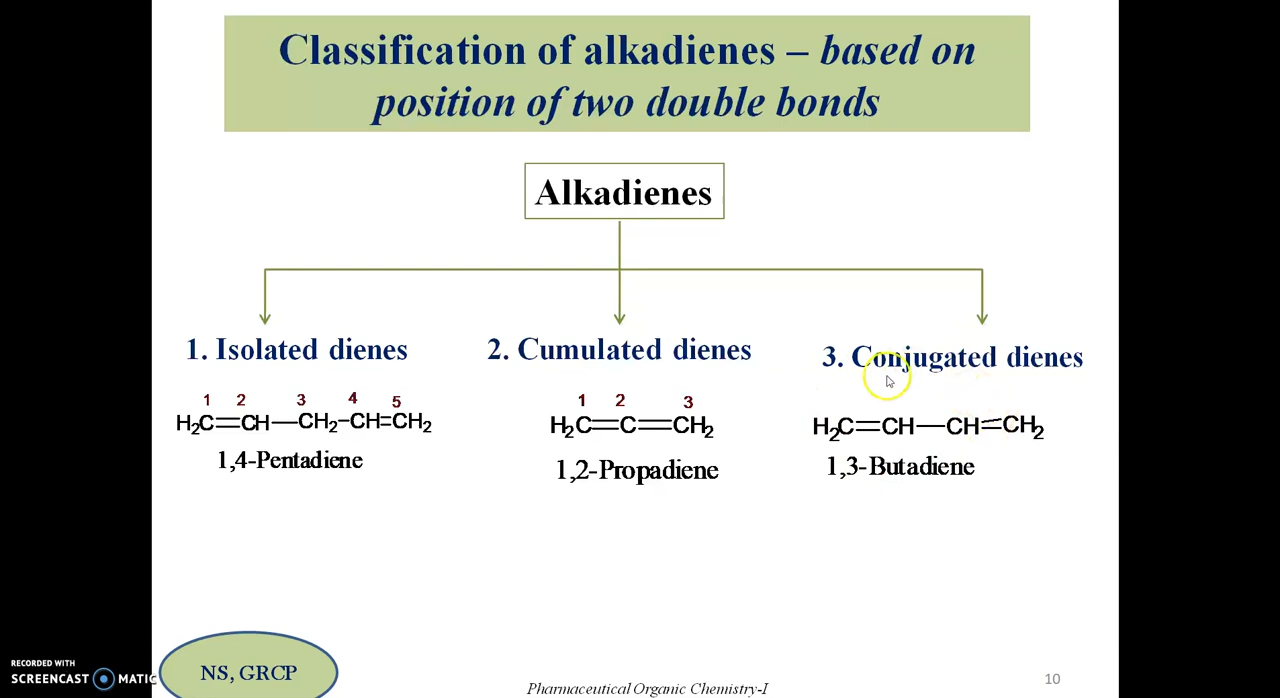 Classification of alkadienes – based on
position of two double bonds
Alkadienes
1. Isolated dienes
2. Cumulated dienes
3. Conjugated dienes
1 2 3 4 5
H₂C=CH—CH₂–CH=CH₂
1,4-Pentadiene
1 2 3
H₂C=C=CH₂
1,2-Propadiene
H₂C=CH—CH=CH₂
1,3-Butadiene
NS, GRCP
Pharmaceutical Organic Chemistry-I
10
RECORDED WITH
SCREENCAST MATIC